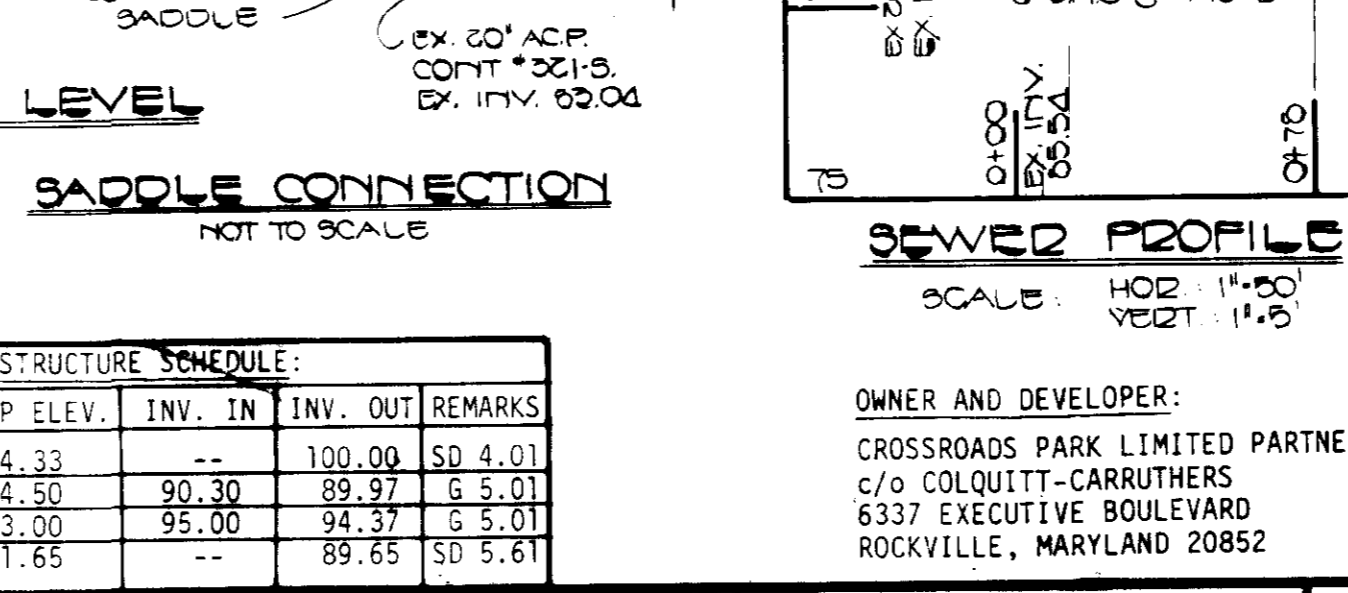 SADDLE
EX. 20" A.C.P.
CONT #321-S.
EX. INV. 83.04
LEVEL
SADDLE CONNECTION
NOT TO SCALE
75
0+00
EX. INV.
85.54
0+78
SEWER PROFILE
SCALE: HOR.: 1"=50'
VERT.: 1"=5'
STRUCTURE SCHEDULE:
P ELEV. INV. IN INV. OUT REMARKS
4.33 -- 100.00 SD 4.01
4.50 90.30 89.97 G 5.01
3.00 95.00 94.37 G 5.01
1.65 -- 89.65 SD 5.61
OWNER AND DEVELOPER:
CROSSROADS PARK LIMITED PARTNE
c/o COLQUITT-CARRUTHERS
6337 EXECUTIVE BOULEVARD
ROCKVILLE, MARYLAND 20852